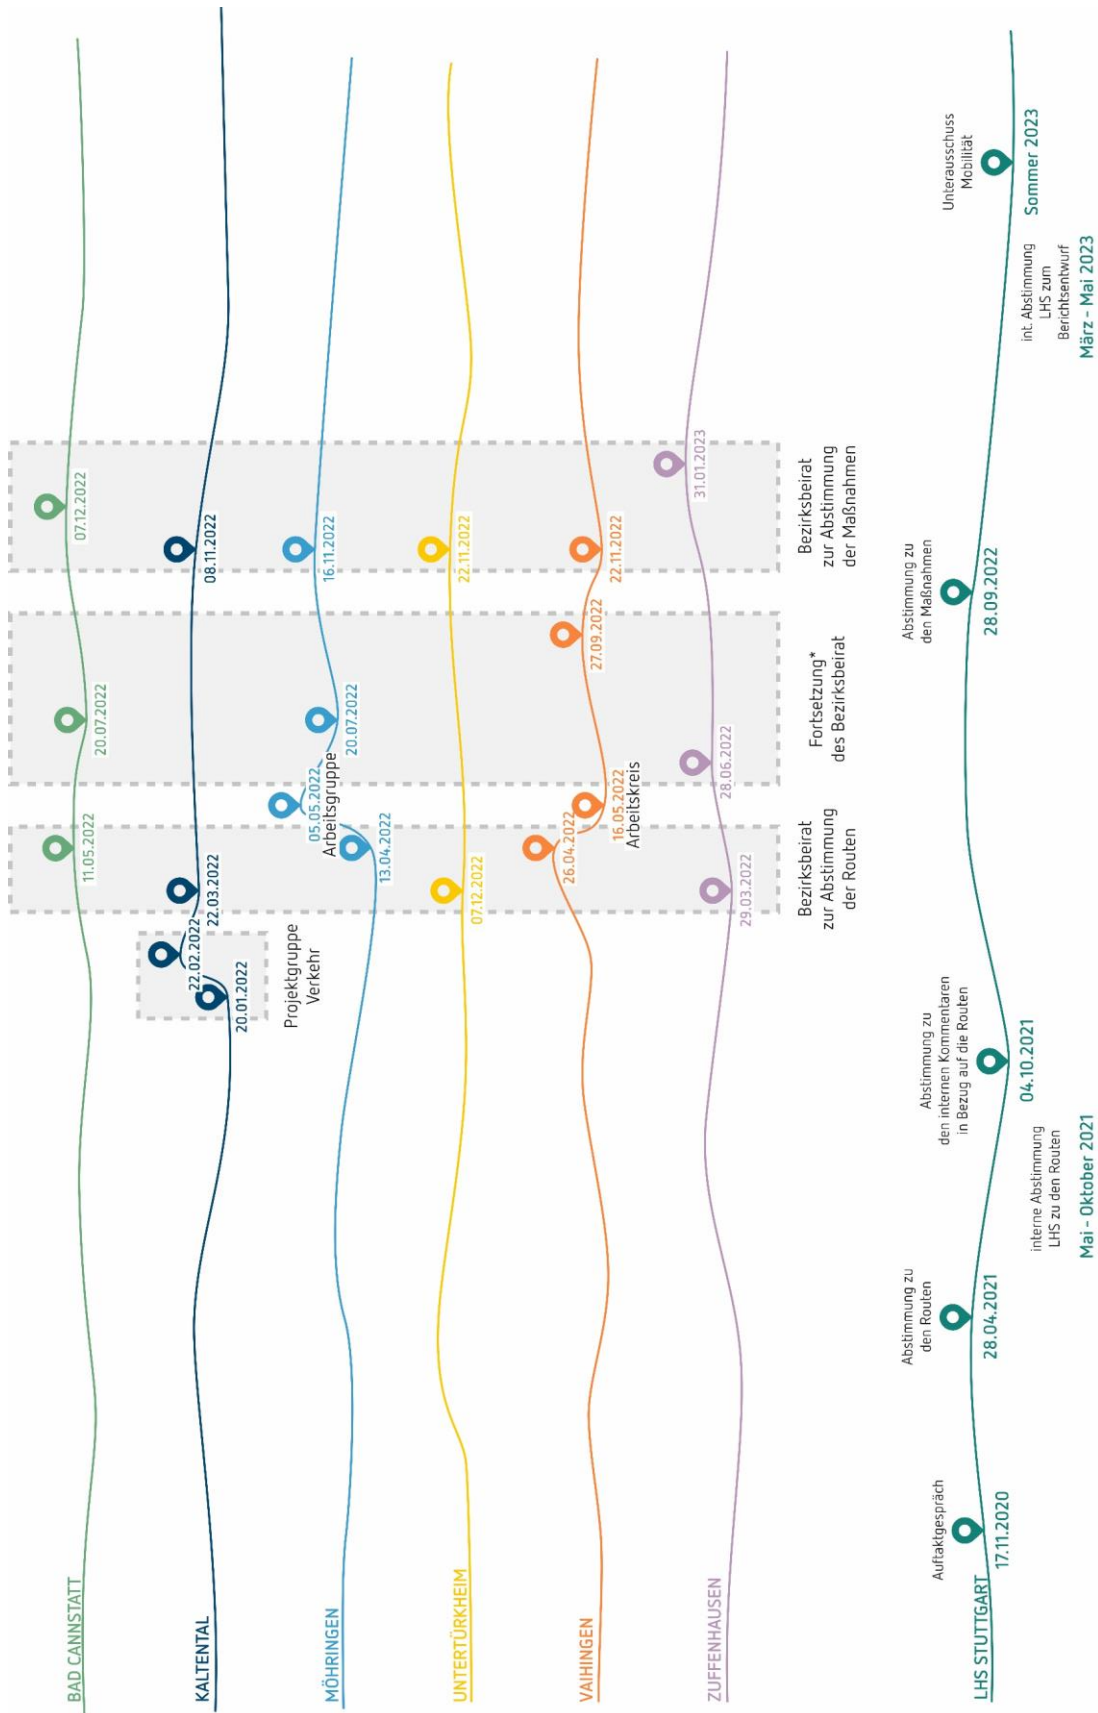 BAD CANNSTATT
11.05.2022
20.07.2022
07.12.2022
KALTENTAL
20.01.2022
22.02.2022
22.03.2022
08.11.2022
Projektgruppe
Verkehr
MÖHRINGEN
13.04.2022
05.05.2022
Arbeitsgruppe
20.07.2022
16.11.2022
UNTERTÜRKHEIM
07.12.2022
22.11.2022
VAIHINGEN
26.04.2022
16.05.2022
Arbeitskreis
27.09.2022
22.11.2022
ZUFFENHAUSEN
29.03.2022
28.06.2022
31.01.2023
Bezirksbeirat
zur Abstimmung
der Routen
Fortsetzung*
des Bezirksbeirat
Bezirksbeirat
zur Abstimmung
der Maßnahmen
LHS STUTTGART
Auftaktgespräch
17.11.2020
Abstimmung zu
den Routen
28.04.2021
interne Abstimmung
LHS zu den Routen
Mai - Oktober 2021
Abstimmung zu
den internen Kommentaren
in Bezug auf die Routen
04.10.2021
Abstimmung zu
den Maßnahmen
28.09.2022
int. Abstimmung
LHS zum
Berichtsentwurf
März - Mai 2023
Unterausschuss
Mobilität
Sommer 2023